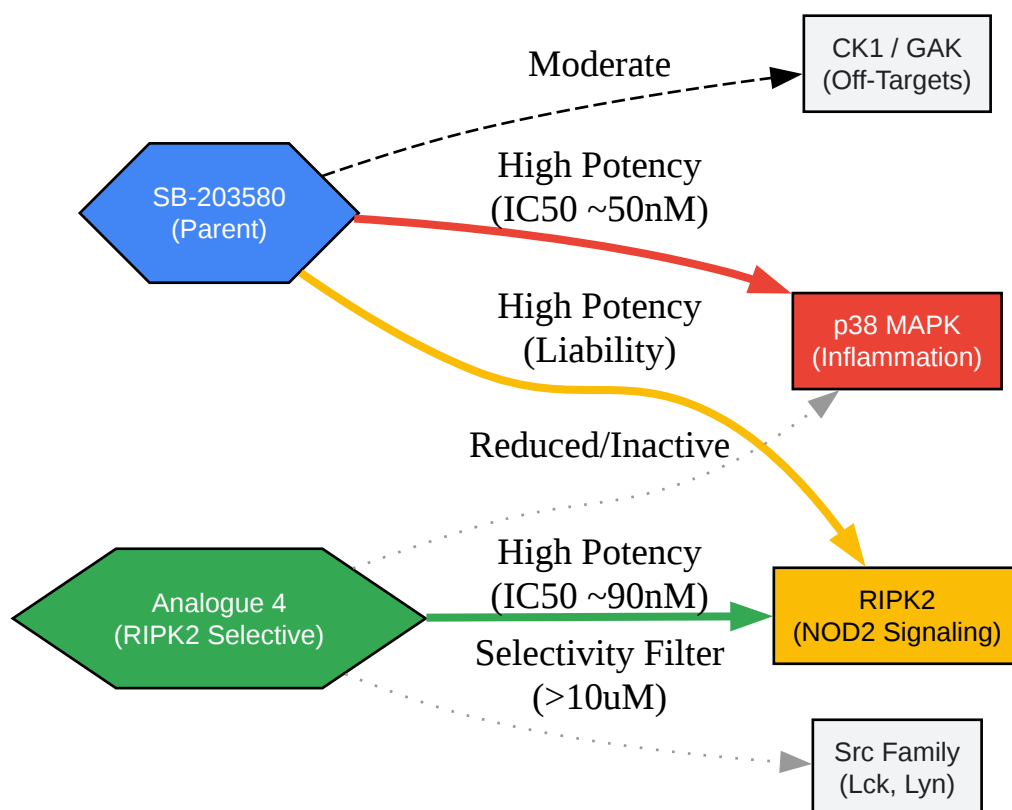 CK1 / GAK
(Off-Targets)
Moderate
SB-203580
(Parent)
High Potency
(IC50 ~50nM)
High Potency
(Liability)
p38 MAPK
(Inflammation)
Reduced/Inactive
Analogue 4
(RIPK2 Selective)
High Potency
(IC50 ~90nM)
RIPK2
(NOD2 Signaling)
Selectivity Filter
(>10uM)
Src Family
(Lck, Lyn)